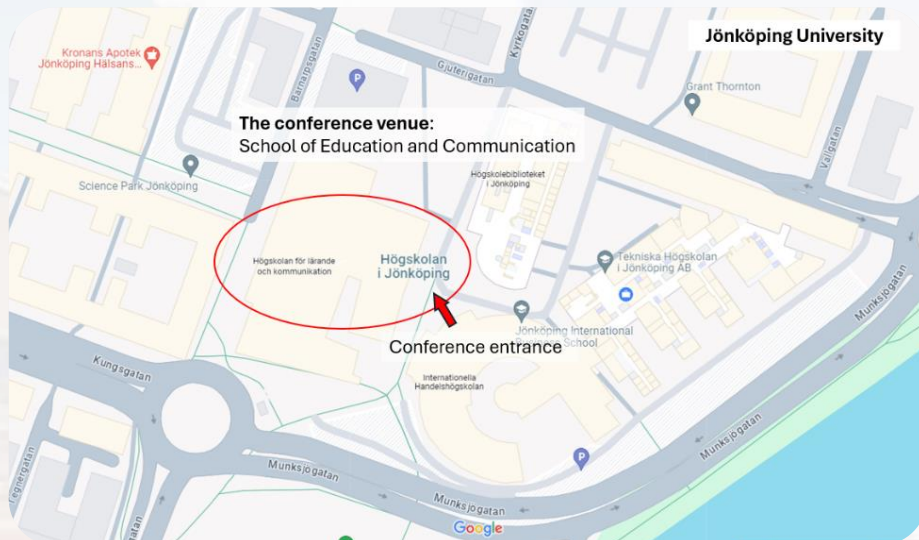 Jönköping University
Kronans Apotek
Jönköping Hälsans...
Barnarpsgatan
P
Gjuterigatan
Kyrkogatan
Grant Thornton
Vallgatan
The conference venue:
School of Education and Communication
Högskolebiblioteket
i Jönköping
Science Park Jönköping
Högskolan för lärande
och kommunikation
Högskolan
i Jönköping
Tekniska Högskolan
i Jönköping AB
Munksjögatan
Jönköping International
Business School
Conference entrance
Internationella
Handelshögskolan
Kungsgatan
Munksjögatan
P
Munksjögatan
Munksjögatan
Google